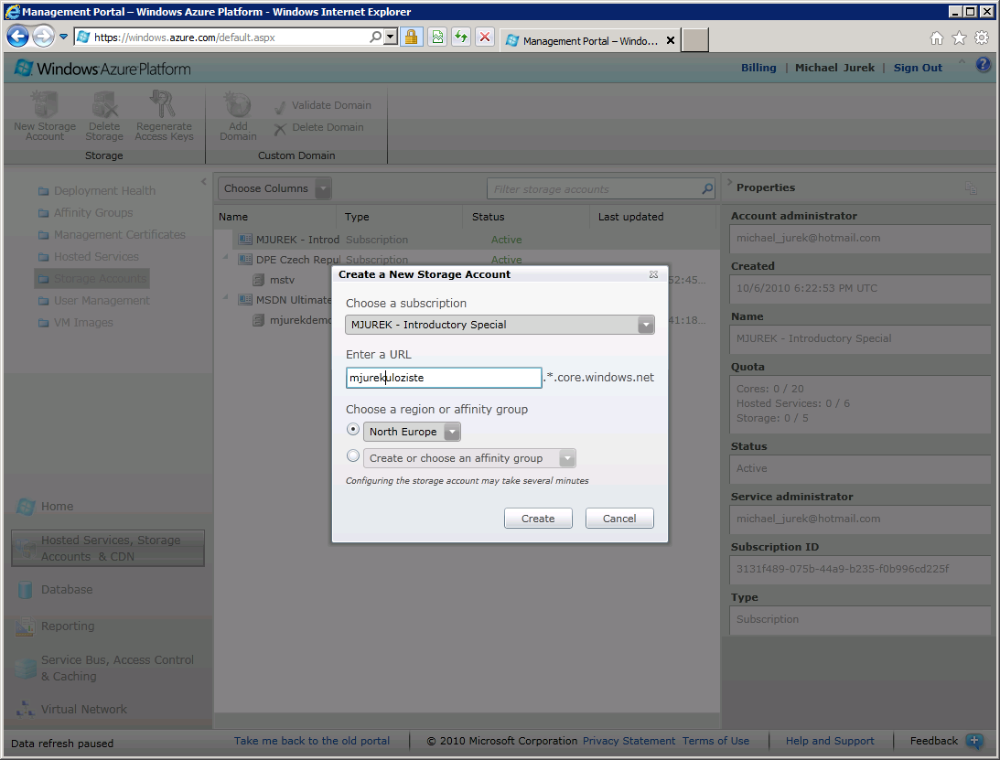 Management Portal – Windows Azure Platform - Windows Internet Explorer
https://windows.azure.com/default.aspx
Management Portal – Windo...
Windows Azure Platform
Billing | Michael Jurek | Sign Out
New Storage Account
Delete Storage
Regenerate Access Keys
Storage
Add Domain
Validate Domain
Delete Domain
Custom Domain
Deployment Health
Affinity Groups
Management Certificates
Hosted Services
Storage Accounts
User Management
VM Images
Home
Hosted Services, Storage
Accounts & CDN
Database
Reporting
Service Bus, Access Control
& Caching
Virtual Network
Choose Columns
Filter storage accounts
Name Type Status Last updated
MJUREK - Introd Subscription Active
DPE Czech Repu Subscription Active
mstv 52:45...
MSDN Ultimate
mjurekdemo 41:18...
Create a New Storage Account
Choose a subscription
MJUREK - Introductory Special
Enter a URL
mjurekuloziste .*.core.windows.net
Choose a region or affinity group
North Europe
Create or choose an affinity group
Configuring the storage account may take several minutes
Create Cancel
Properties
Account administrator
michael_jurek@hotmail.com
Created
10/6/2010 6:22:53 PM UTC
Name
MJUREK - Introductory Special
Quota
Cores: 0 / 20
Hosted Services: 0 / 6
Storage: 0 / 5
Status
Active
Service administrator
michael_jurek@hotmail.com
Subscription ID
3131f489-075b-44a9-b235-f0b996cd225f
Type
Subscription
Data refresh paused
Take me back to the old portal
© 2010 Microsoft Corporation Privacy Statement Terms of Use
Help and Support
Feedback